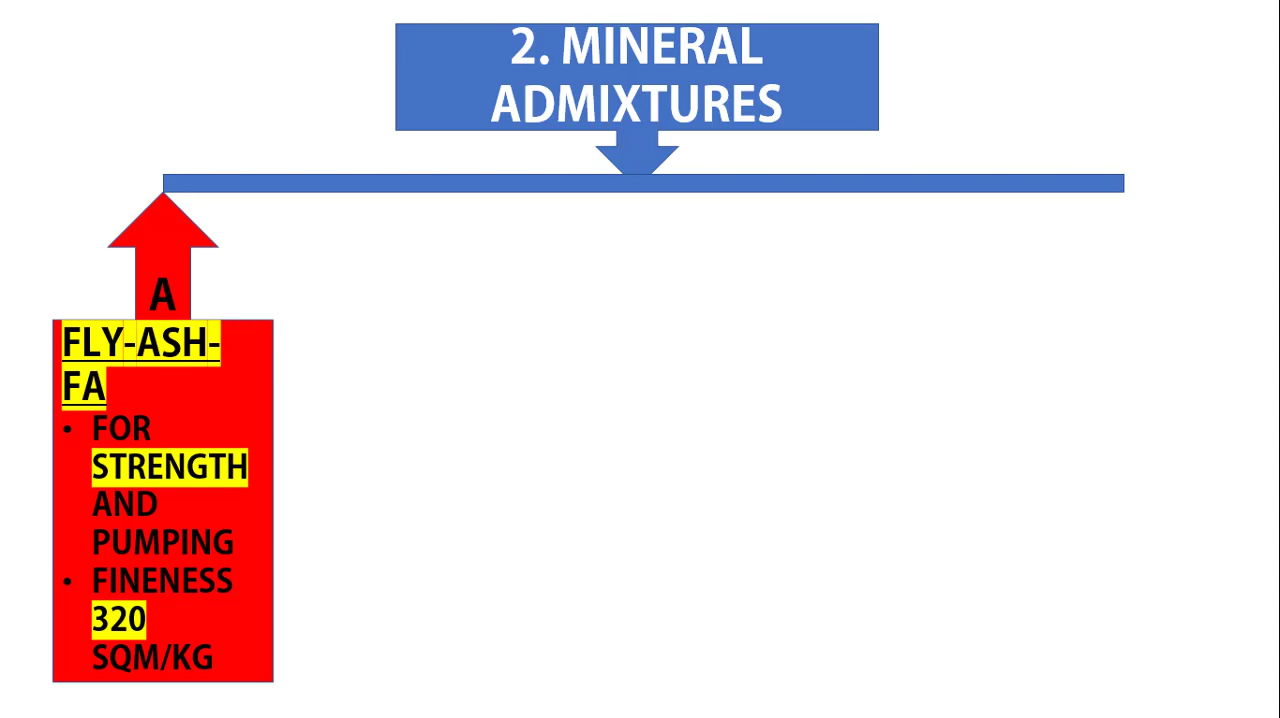 2. MINERAL
ADMIXTURES
A
FLY-ASH-
FA
• FOR
STRENGTH
AND
PUMPING
• FINENESS
320
SQM/KG